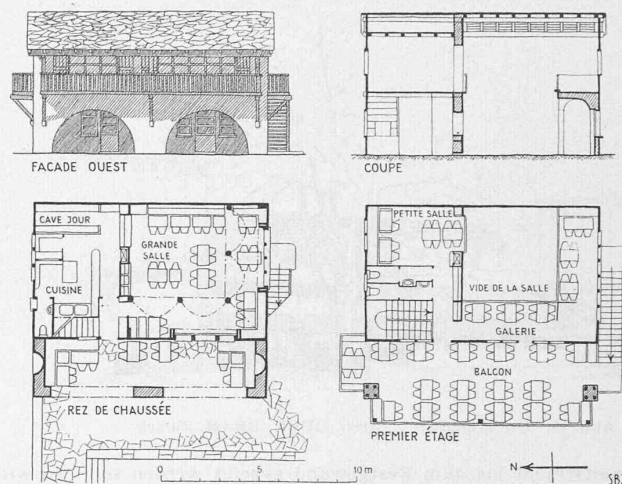 FACADE OUEST
COUPE
CAVE JOUR
GRANDE
SALLE
CUISINE
REZ DE CHAUSSÉE
PETITE SALLE
VIDE DE LA SALLE
GALERIE
BALCON
PREMIER ÉTAGE
0 5 10 m
N
SB